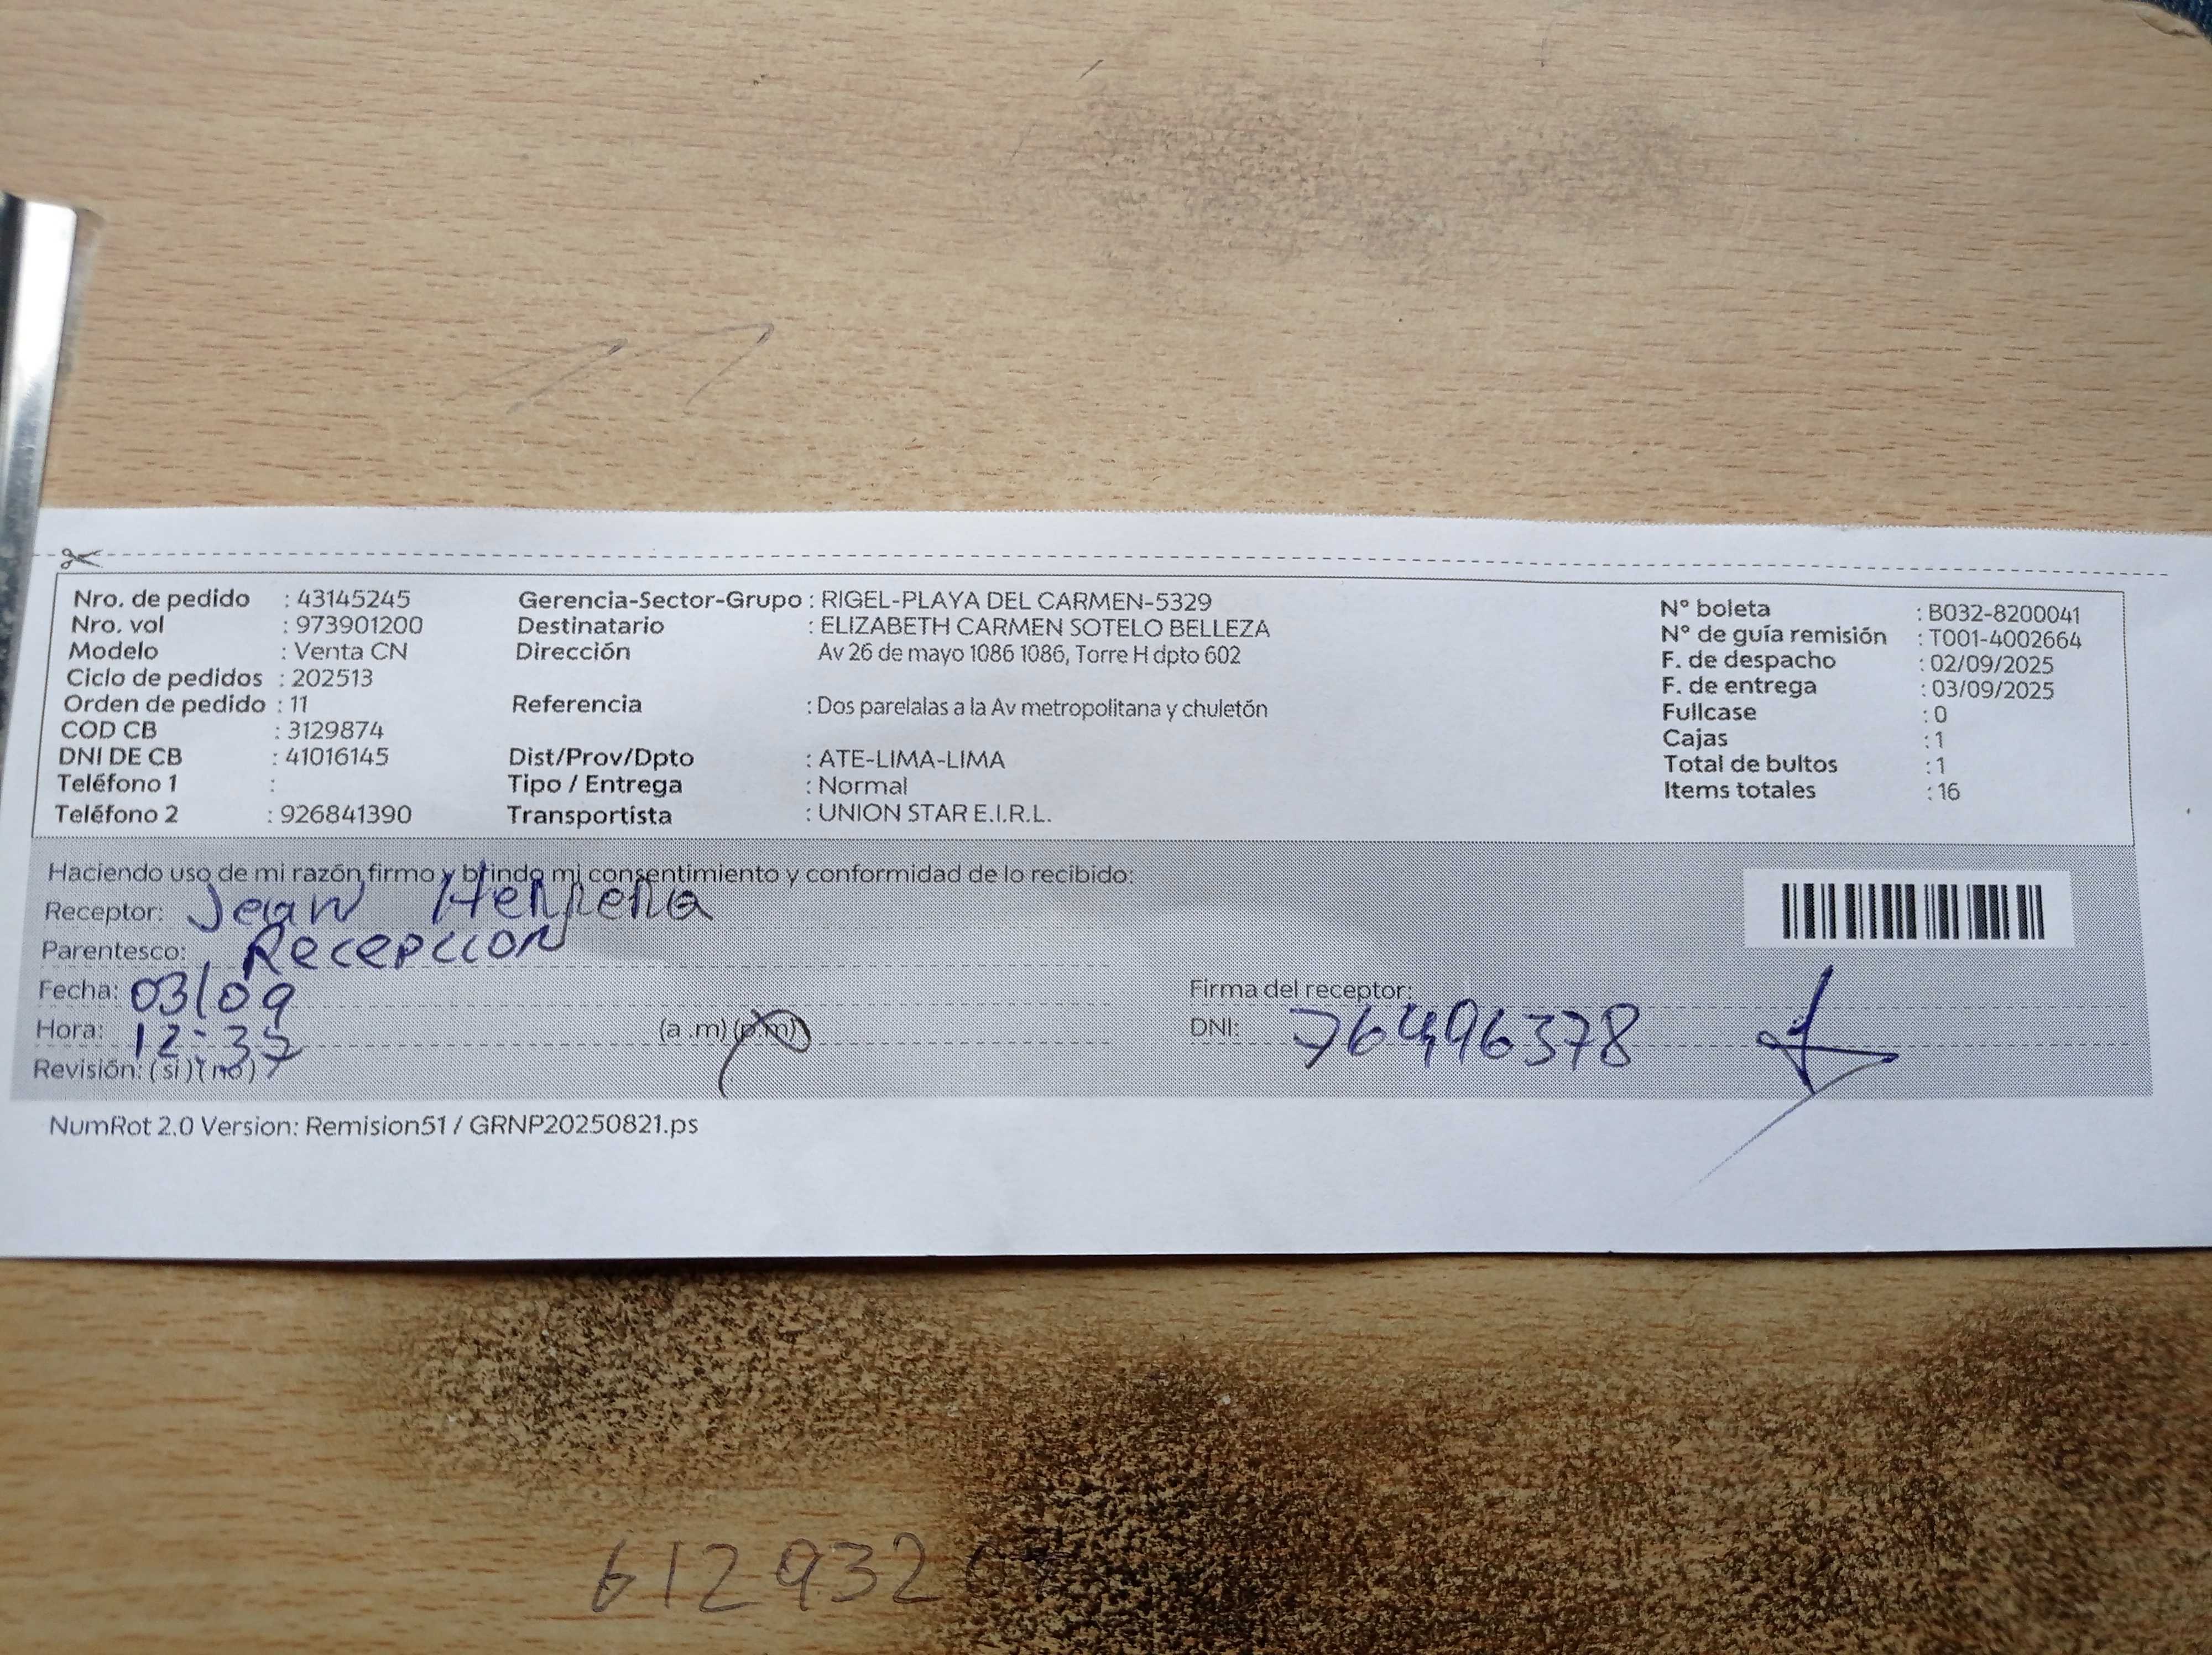 Nro. de pedido : 43145245
Nro. vol : 973901200
Modelo : Venta CN
Ciclo de pedidos : 202513
Orden de pedido : 11
COD CB : 3129874
DNI DE CB : 41016145
Teléfono 1 :
Teléfono 2 : 926841390
Gerencia-Sector-Grupo : RIGEL-PLAYA DEL CARMEN-5329
Destinatario : ELIZABETH CARMEN SOTELO BELLEZA
Dirección Av 26 de mayo 1086 1086, Torre H dpto 602
Referencia : Dos parelalas a la Av metropolitana y chuletón
Dist/Prov/Dpto : ATE-LIMA-LIMA
Tipo / Entrega : Normal
Transportista : UNION STAR E.I.R.L.
N° boleta : B032-8200041
N° de guía remisión : T001-4002664
F. de despacho : 02/09/2025
F. de entrega : 03/09/2025
Fullcase : 0
Cajas : 1
Total de bultos : 1
Items totales : 16
Haciendo uso de mi razón firmo y brindo mi consentimiento y conformidad de lo recibido:
Receptor: Jean Herrera
Parentesco: Recepcion
Fecha: 03/09
Hora: 12:37 (a .m) (p.m)
Revisión: ( si ) ( no )
Firma del receptor:
DNI: 76496378
NumRot 2.0 Version: Remision51 / GRNP20250821.ps
612932